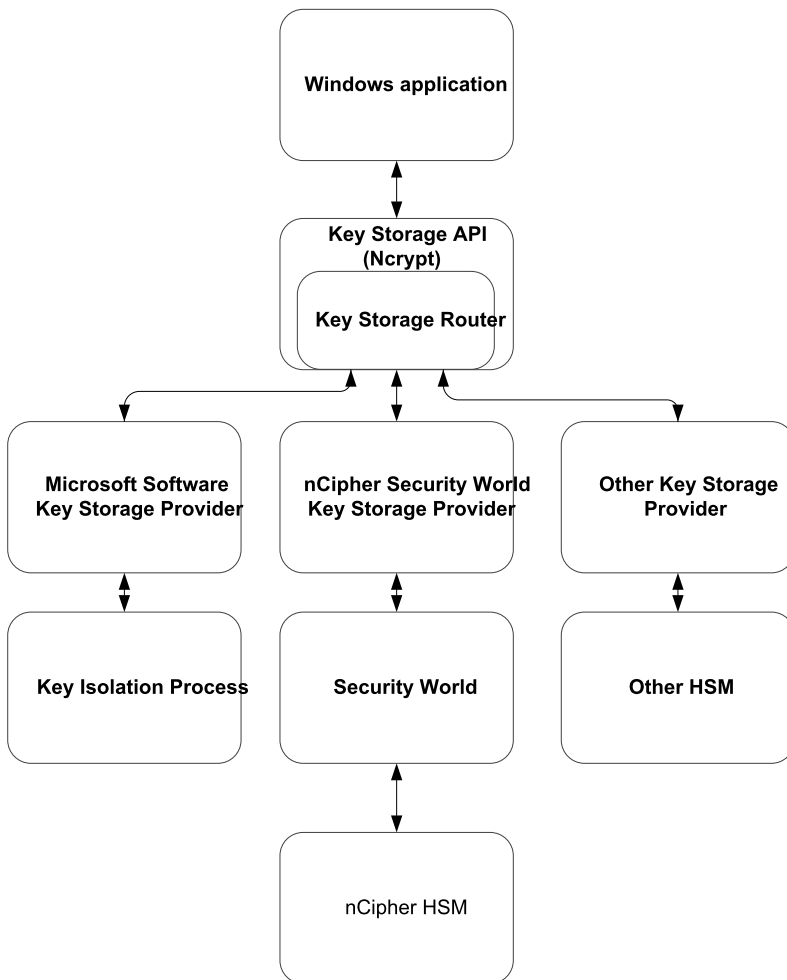 Windows application
Key Storage API
(Ncrypt)
Key Storage Router
Microsoft Software
Key Storage Provider
nCipher Security World
Key Storage Provider
Other Key Storage
Provider
Key Isolation Process
Security World
Other HSM
nCipher HSM